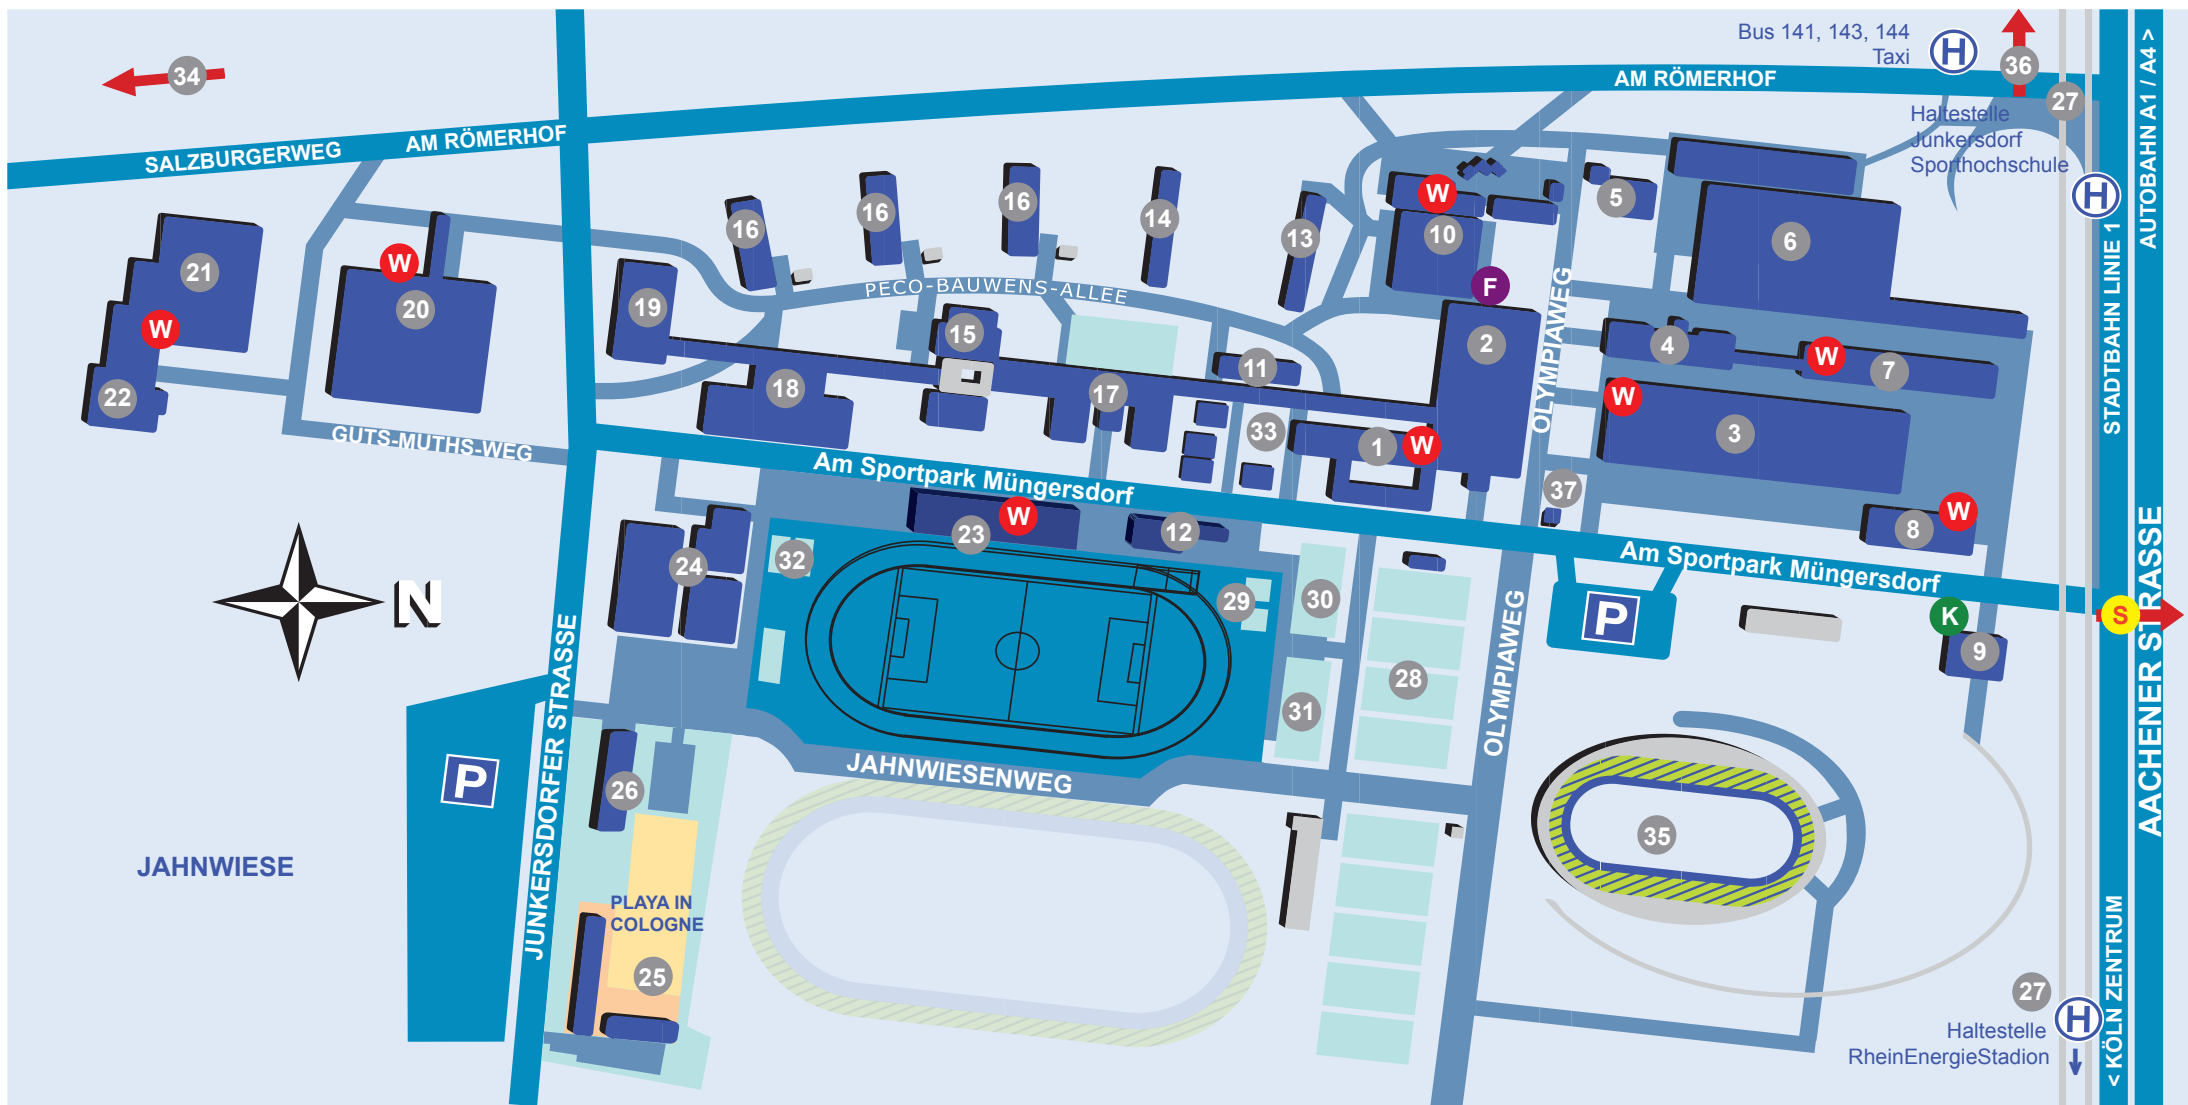 Bus 141, 143, 144
Taxi
H
36
27
34
AM RÖMERHOF
AUTOBAHN A1 / A4 >
Haltestelle
Junkersdorf
Sporthochschule
H
SALZBURGERWEG
AM RÖMERHOF
16
16
16
14
13
W
10
5
6
21
W
20
19
PECO-BAUWENS-ALLEE
F
OLYMPIAWEG
STADTBAHN LINIE 1
W
22
15
18
17
11
33
1
W
2
4
W
7
W
3
GUTS-MUTHS-WEG
Am Sportpark Müngersdorf
37
8
W
23
W
12
24
32
N
29
30
28
31
Am Sportpark Müngersdorf
P
K
9
S
AACHENER STRASSE
JUNKERSDORFER STRASSE
OLYMPIAWEG
JAHNWIESENWEG
P
26
35
JAHNWIESE
PLAYA IN
COLOGNE
25
27
H
Haltestelle
RheinEnergieStadion
< KÖLN ZENTRUM